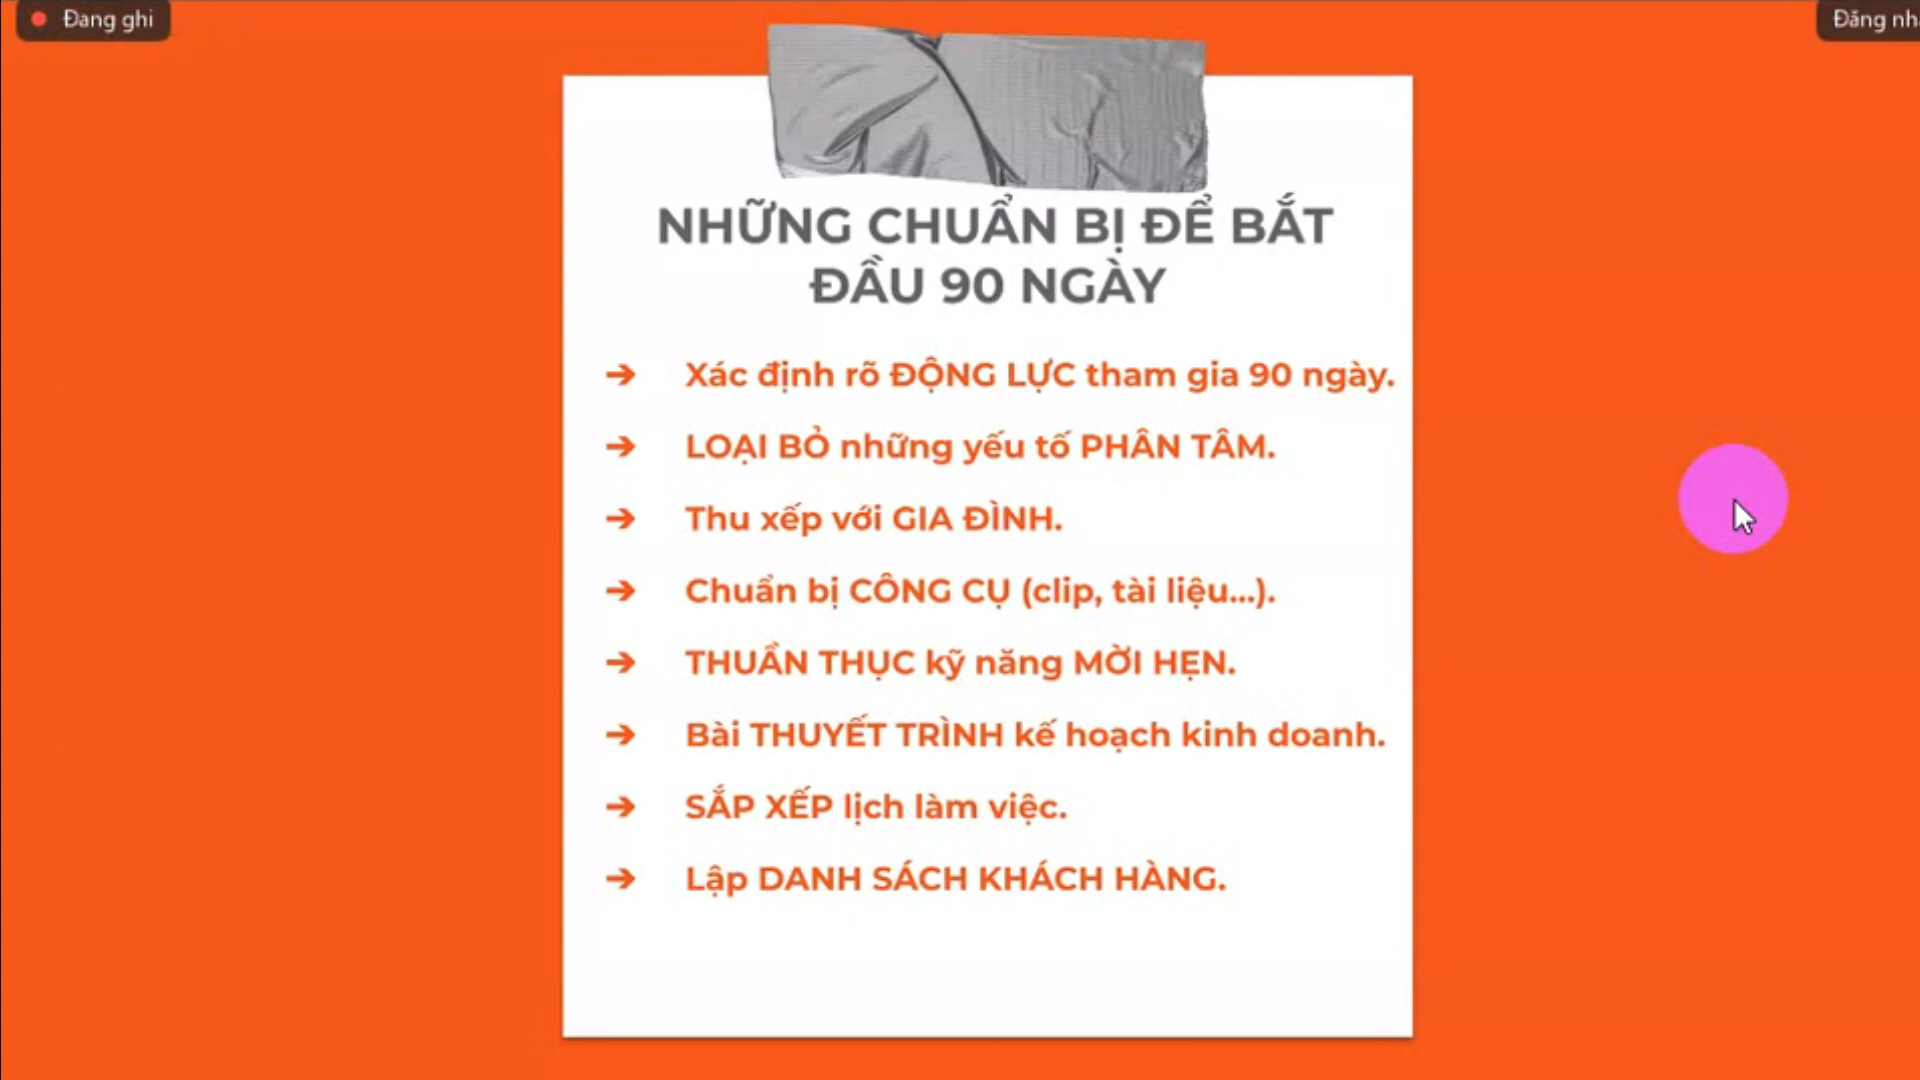 Đang ghi
NHỮNG CHUẨN BỊ ĐỂ BẮT
ĐẦU 90 NGÀY
➔ Xác định rõ ĐỘNG LỰC tham gia 90 ngày.
➔ LOẠI BỎ những yếu tố PHÂN TÂM.
➔ Thu xếp với GIA ĐÌNH.
➔ Chuẩn bị CÔNG CỤ (clip, tài liệu...).
➔ THUẦN THỤC kỹ năng MỜI HẸN.
➔ Bài THUYẾT TRÌNH kế hoạch kinh doanh.
➔ SẮP XẾP lịch làm việc.
➔ Lập DANH SÁCH KHÁCH HÀNG.
Đăng